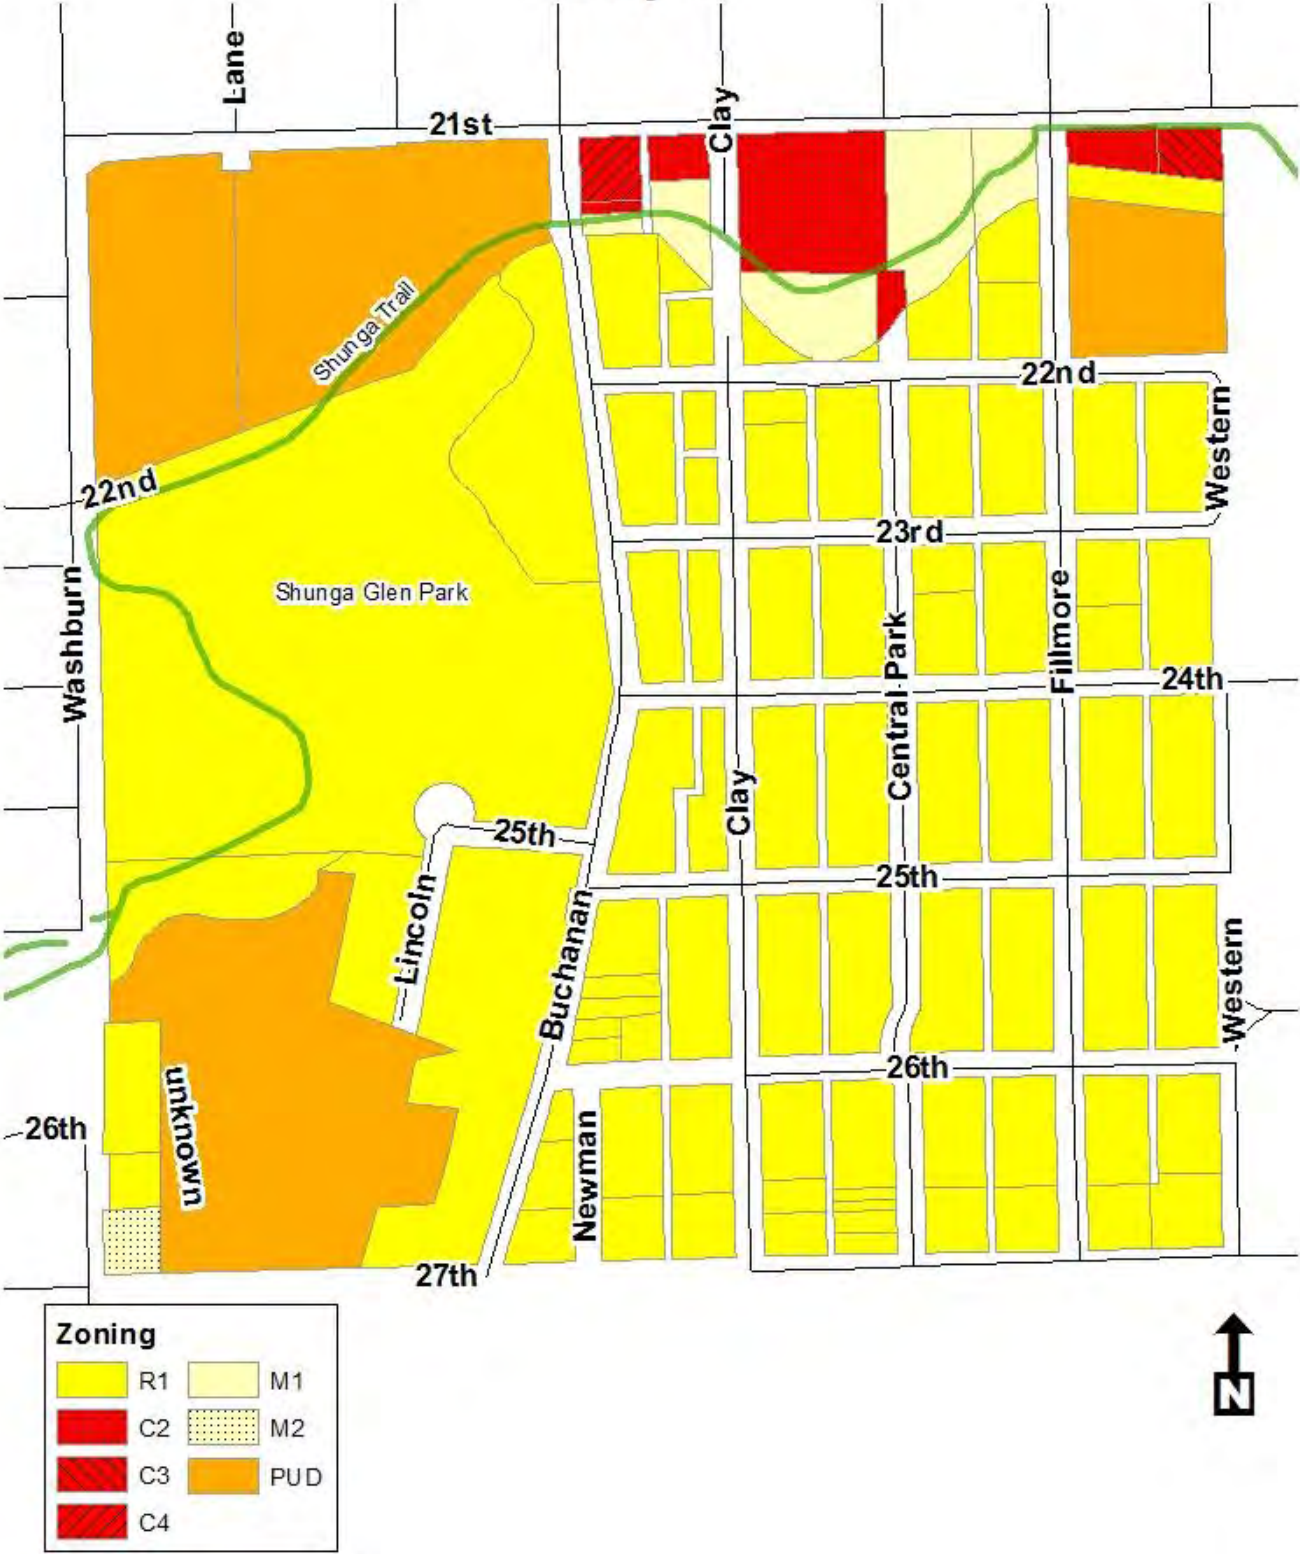 Lane
Clay
21st
Shunga Trail
22nd
Western
22nd
23rd
Shunga Glen Park
Washburn
Central Park
Fillmore
24th
Clay
25th
25th
Lincoln
Buchanan
Western
26th
unknown
26th
Newman
27th
Zoning
R1 M1
C2 M2
C3 PUD
C4
N